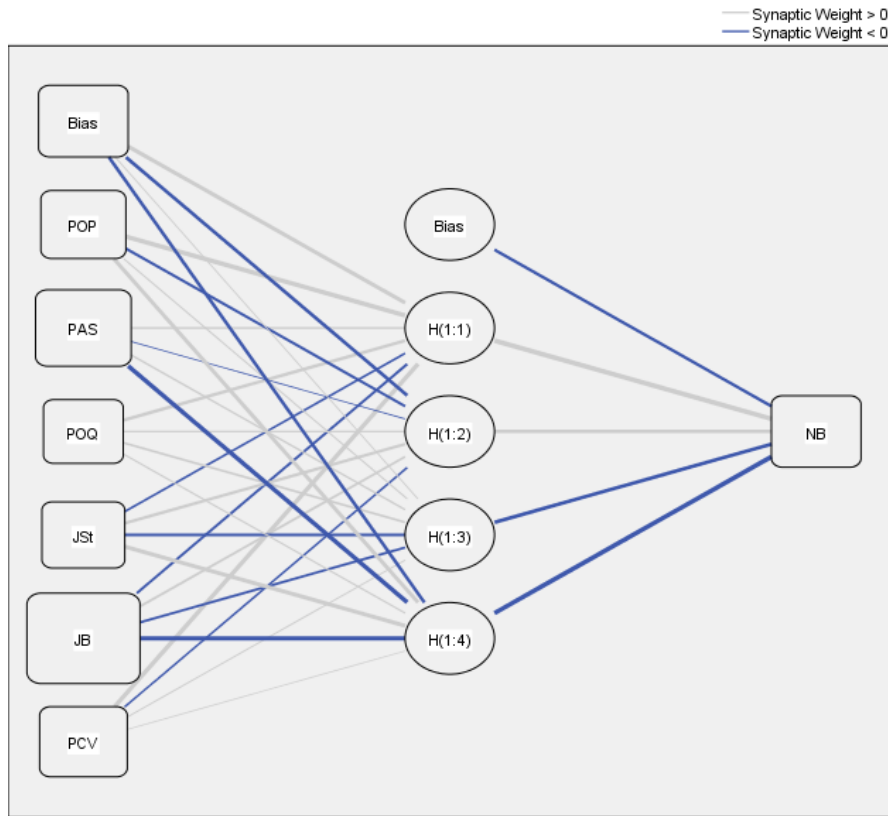 Synaptic Weight > 0
Synaptic Weight < 0
Bias
POP
PAS
POQ
JSt
JB
PCV
Bias
H(1:1)
H(1:2)
H(1:3)
H(1:4)
NB